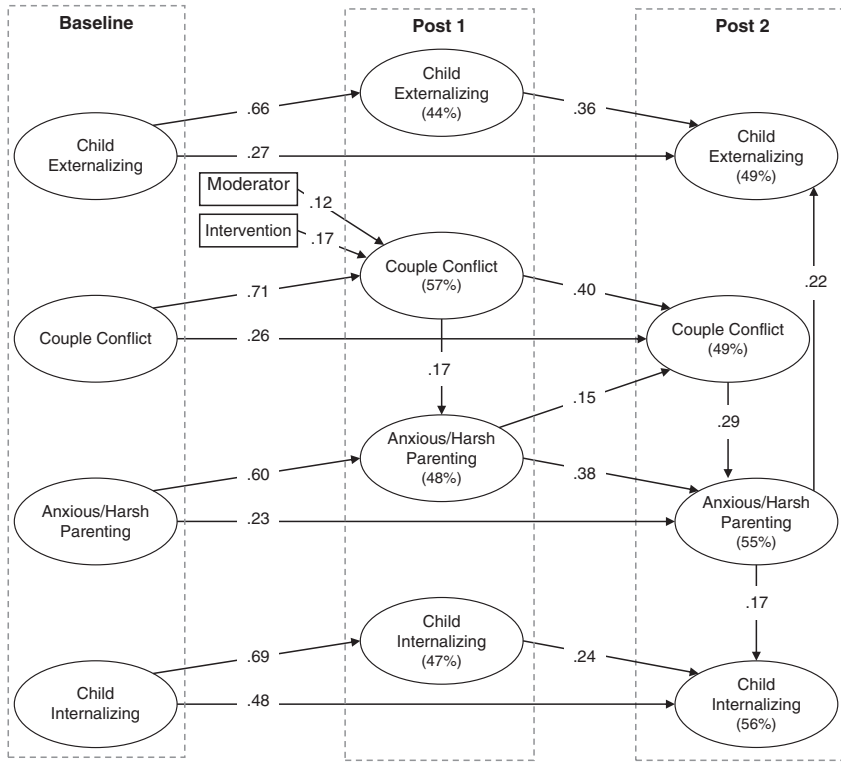 Baseline
Post 1
Post 2
Child
Externalizing
(44%)
.66
.36
Child
Externalizing
Child
Externalizing
(49%)
.27
Moderator
.12
Intervention
.17
Couple Conflict
(57%)
.22
.71
.40
Couple Conflict
.26
Couple Conflict
(49%)
.17
.15
.29
Anxious/Harsh
Parenting
(48%)
.60
.38
Anxious/Harsh
Parenting
.23
Anxious/Harsh
Parenting
(55%)
.17
Child
Internalizing
(47%)
.69
.24
Child
Internalizing
.48
Child
Internalizing
(56%)